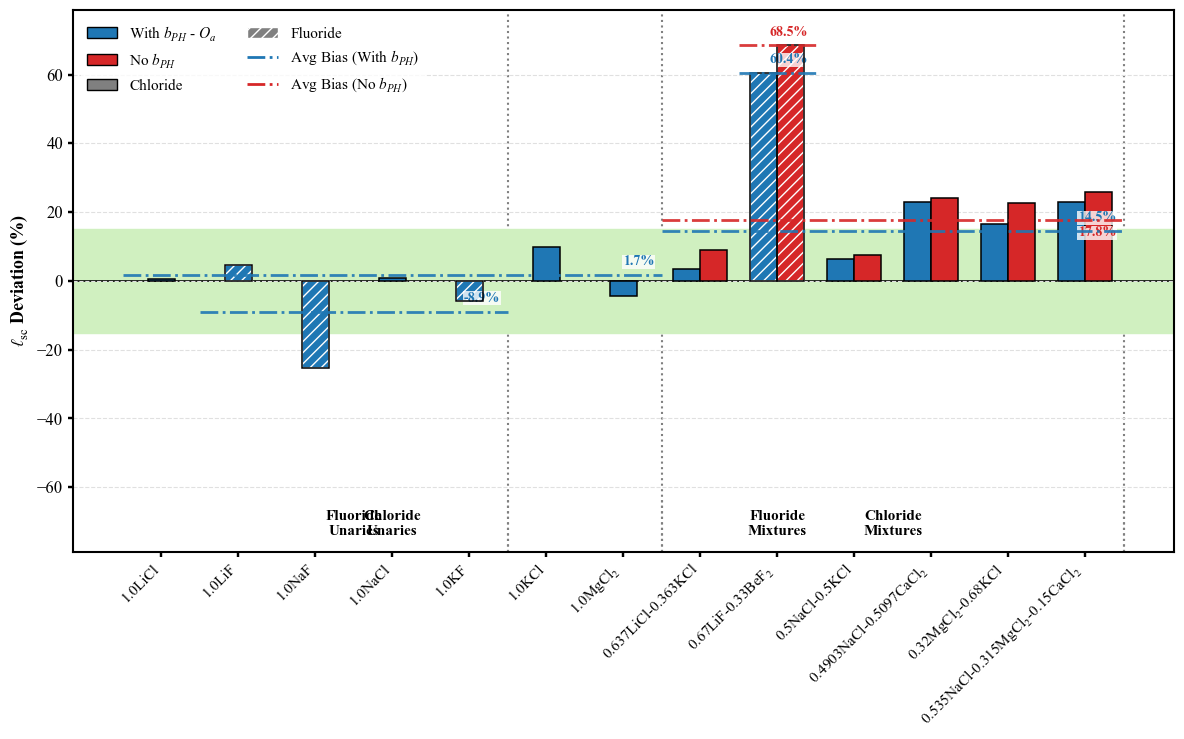 With b_PH - O_a
No b_PH
Chloride
Fluoride
Avg Bias (With b_PH)
Avg Bias (No b_PH)
ℓ_sc Deviation (%)
60
40
20
0
−20
−40
−60
68.5%
60.4%
14.5%
17.8%
1.7%
-8.9%
Fluoride
Unaries
Chloride
Unaries
Fluoride
Mixtures
Chloride
Mixtures
1.0LiCl
1.0LiF
1.0NaF
1.0NaCl
1.0KF
1.0KCl
1.0MgCl₂
0.637LiCl-0.363KCl
0.67LiF-0.33BeF₂
0.5NaCl-0.5KCl
0.4903NaCl-0.5097CaCl₂
0.32MgCl₂-0.68KCl
0.535NaCl-0.315MgCl₂-0.15CaCl₂